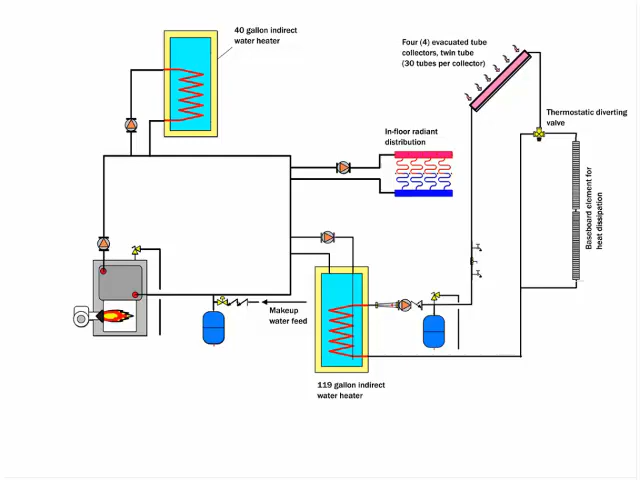 40 gallon indirect
water heater
Four (4) evacuated tube
collectors, twin tube
(30 tubes per collector)
Thermostatic diverting
valve
In-floor radiant
distribution
Baseboard element for
heat dissipation
Makeup
water feed
119 gallon indirect
water heater